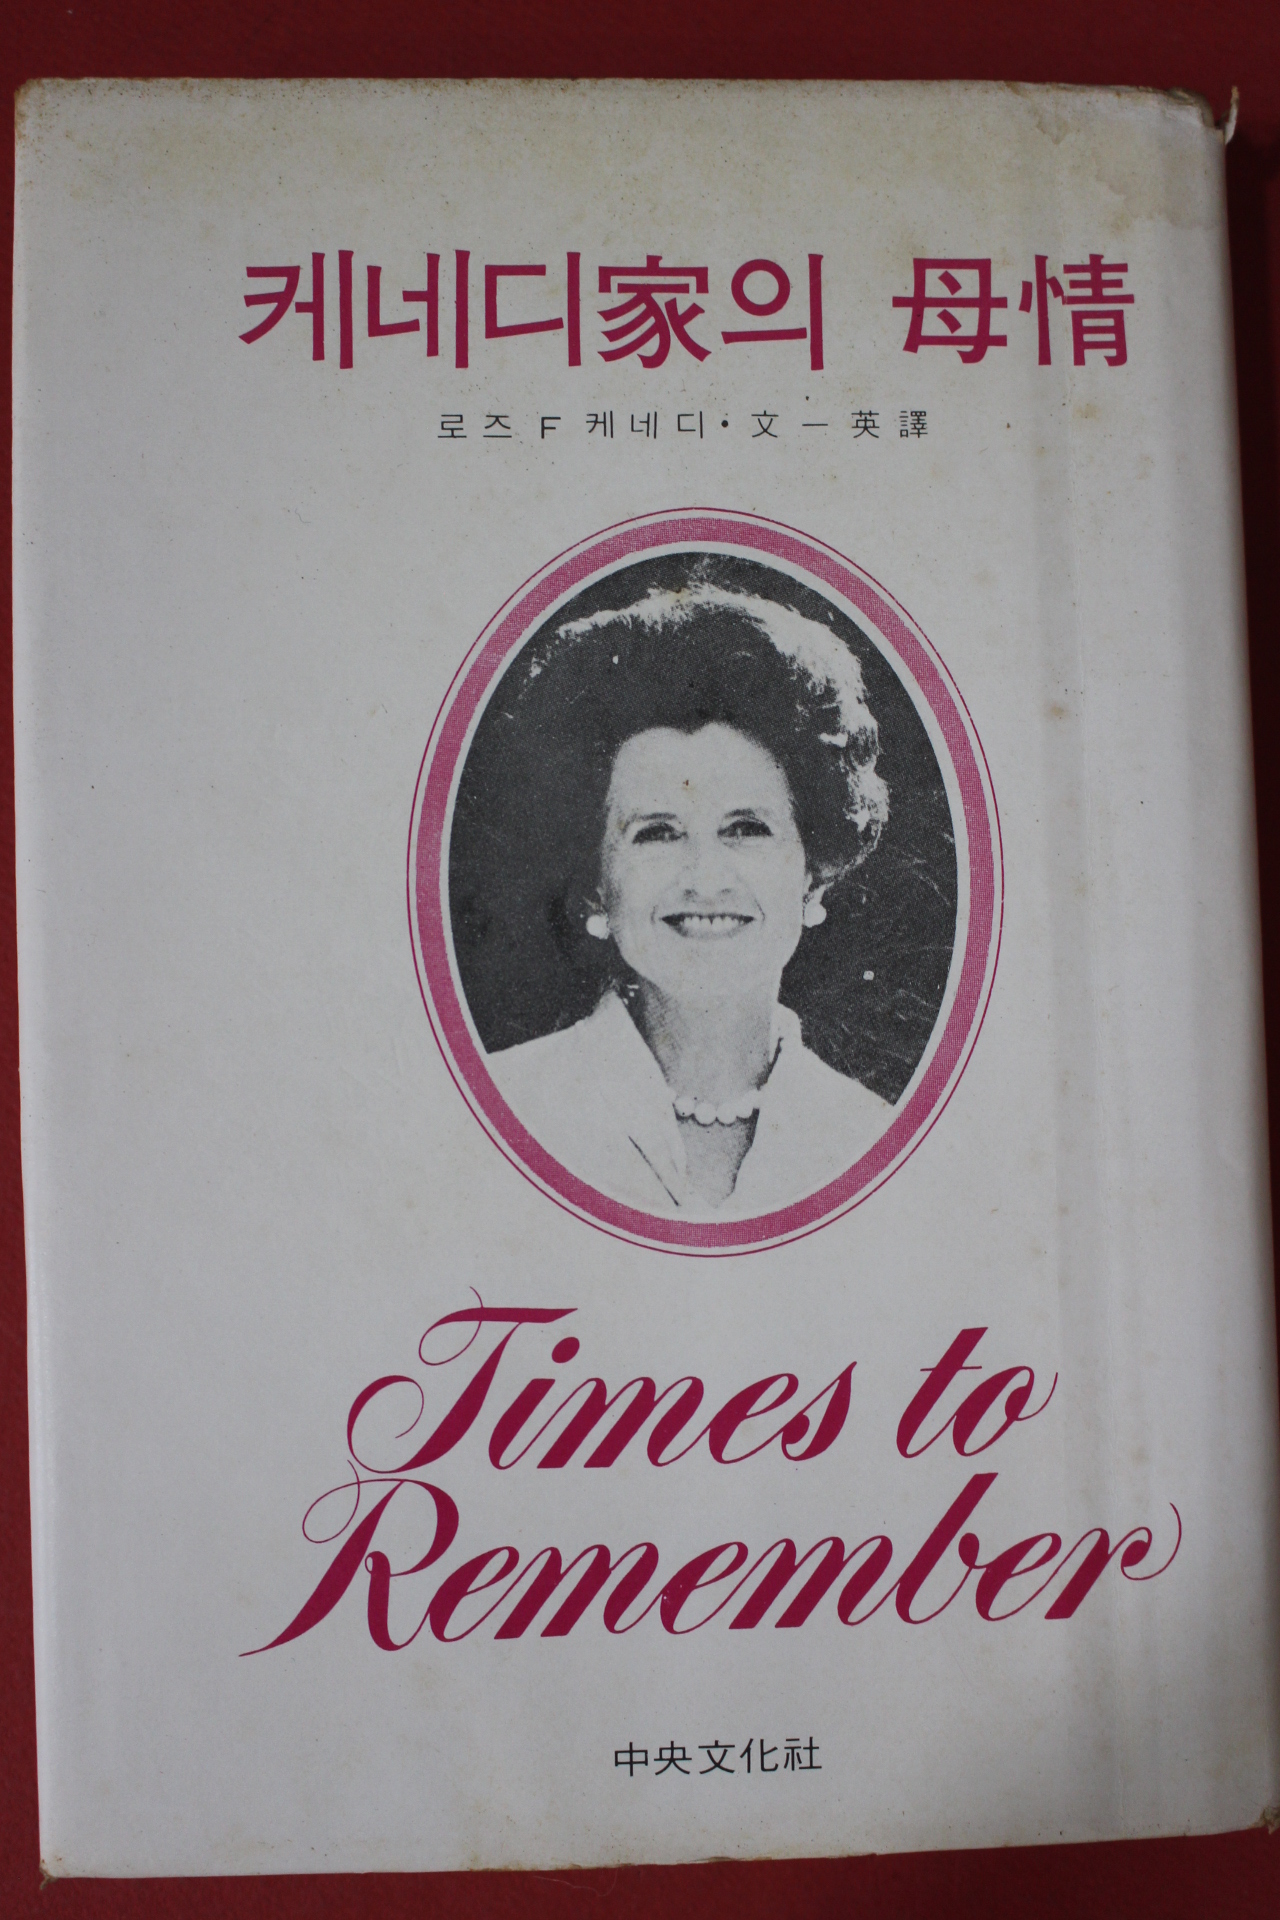 케네디家의 母情
로즈 F 케네디·文一英譯
Times to
Remember
中央文化社